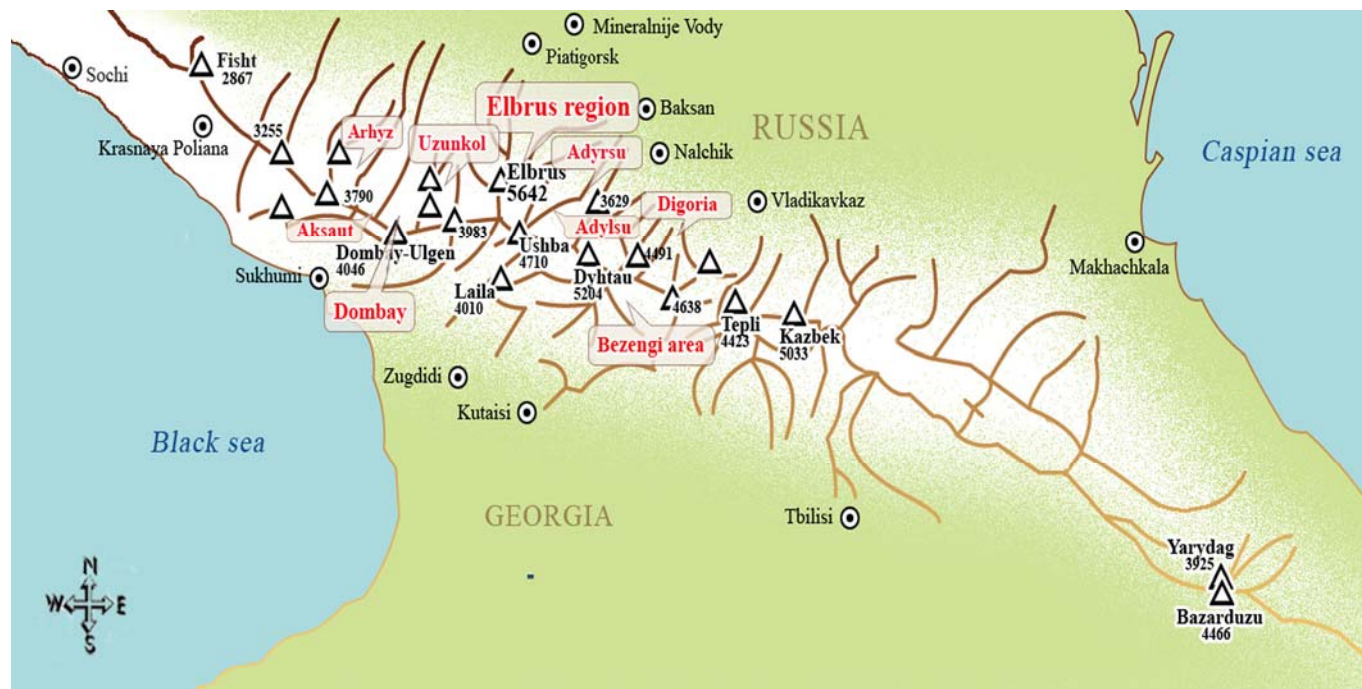 Mineralnije Vody
Piatigorsk
Fisht
2867
Sochi
Elbrus region
Baksan
RUSSIA
Krasnaya Poliana
3255
Arhyz
Uzunkol
Adyrsu
Nalchik
Caspian sea
Elbrus
5642
3790
3629
Digoria
Vladikavkaz
Aksaut
3983
Adylsu
Dombay-Ulgen
4046
Ushba
4710
4491
Makhachkala
Sukhumi
Laila
4010
Dyhtau
5204
Dombay
4638
Tepli
4423
Kazbek
5033
Bezengi area
Zugdidi
Kutaisi
Black sea
GEORGIA
Tbilisi
Yarydag
3925
Bazarduzu
4466
N
W E
S